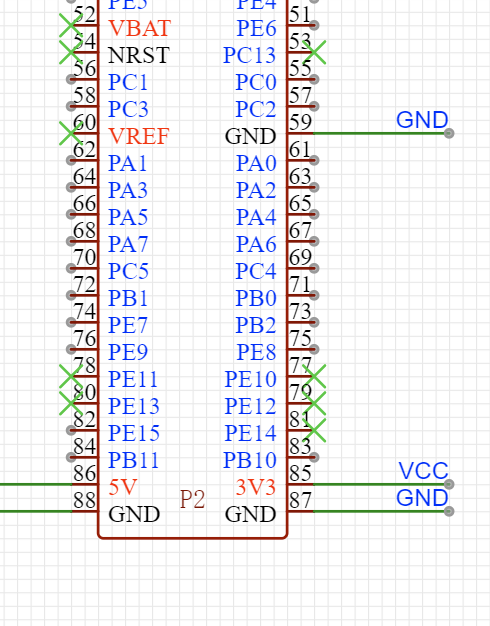 PE5 PE4
52 VBAT PE6 51
54 NRST PC13 53
56 PC1 PC0 55
58 PC3 PC2 57
60 VREF GND 59 GND
62 PA1 PA0 61
64 PA3 PA2 63
66 PA5 PA4 65
68 PA7 PA6 67
70 PC5 PC4 69
72 PB1 PB0 71
74 PE7 PB2 73
76 PE9 PE8 75
78 PE11 PE10 77
80 PE13 PE12 79
82 PE15 PE14 81
84 PB11 PB10 83
86 5V 3V3 85 VCC
P2
88 GND GND 87 GND